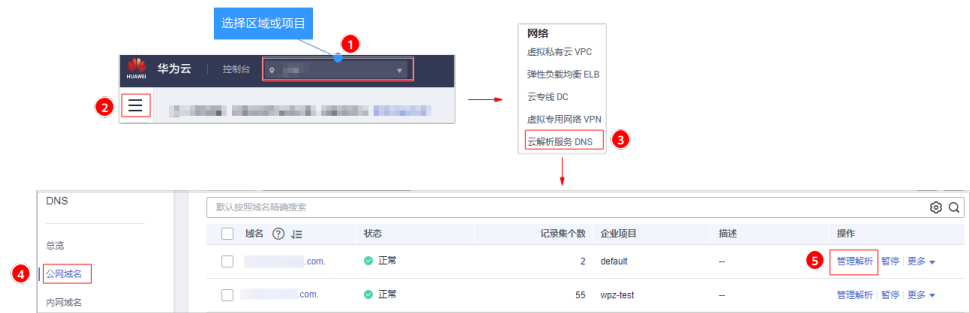 选择区域或项目
1
HUAWEI 华为云 控制台
2
网络
虚拟私有云 VPC
弹性负载均衡 ELB
云专线 DC
虚拟专用网络 VPN
云解析服务 DNS 3
DNS
总览
4 公网域名
内网域名
默认按照域名精确搜索
域名 ? 状态 记录集个数 企业项目 描述 操作
.com. 正常 2 default -- 5 管理解析 暂停 更多
.com. 正常 55 wpz-test -- 管理解析 暂停 更多